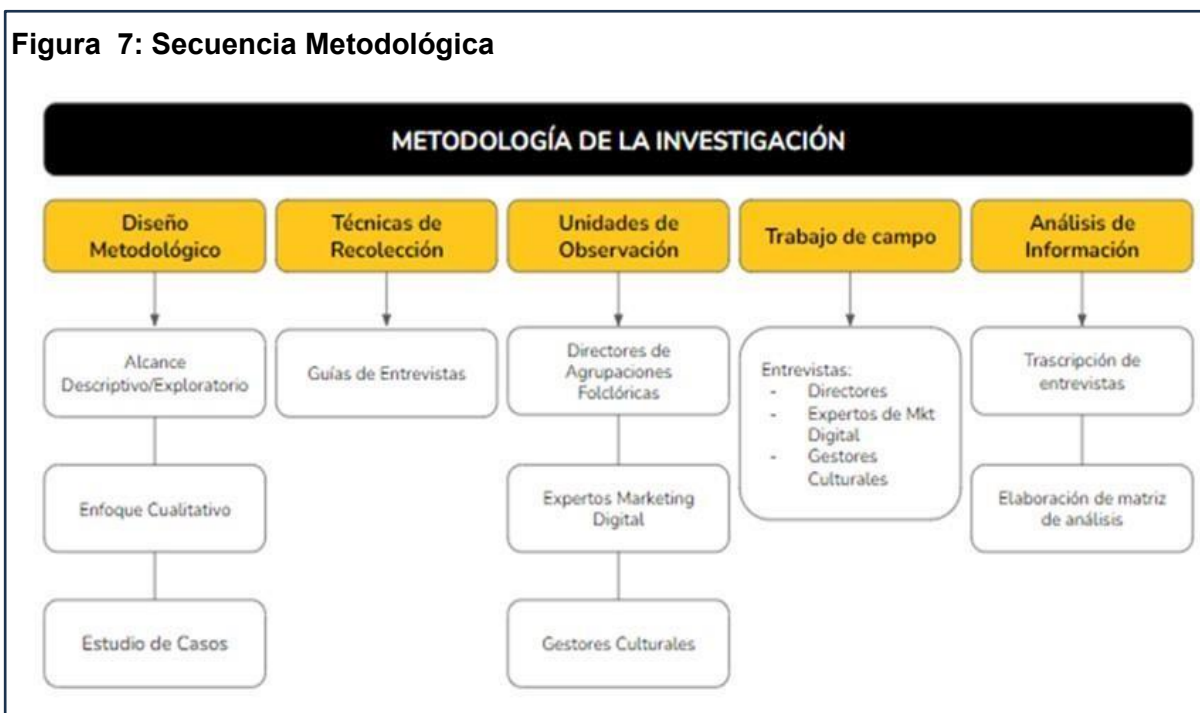 Figura 7: Secuencia Metodológica
METODOLOGÍA DE LA INVESTIGACIÓN
Diseño
Metodológico
Alcance
Descriptivo/Exploratorio
Enfoque Cualitativo
Estudio de Casos
Técnicas de
Recolección
Guías de Entrevistas
Unidades de
Observación
Directores de
Agrupaciones
Folclóricas
Expertos Marketing
Digital
Gestores Culturales
Trabajo de campo
Entrevistas:
- Directores
- Expertos de Mkt
Digital
- Gestores
Culturales
Análisis de
Información
Trascripción de
entrevistas
Elaboración de matriz
de análisis